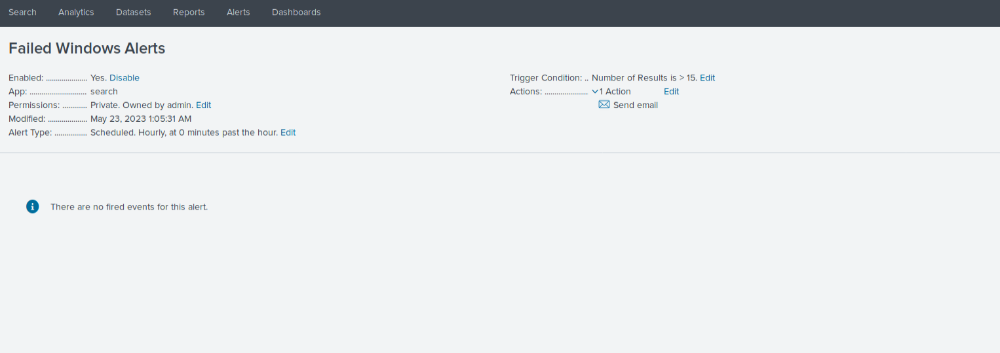 Search Analytics Datasets Reports Alerts Dashboards
Failed Windows Alerts
Enabled: ..................... Yes. Disable
App: ............................. search
Permissions: ............. Private. Owned by admin. Edit
Modified: .................... May 23, 2023 1:05:31 AM
Alert Type: ................. Scheduled. Hourly, at 0 minutes past the hour. Edit
Trigger Condition: .. Number of Results is > 15. Edit
Actions: ...................... 1 Action Edit
Send email
There are no fired events for this alert.